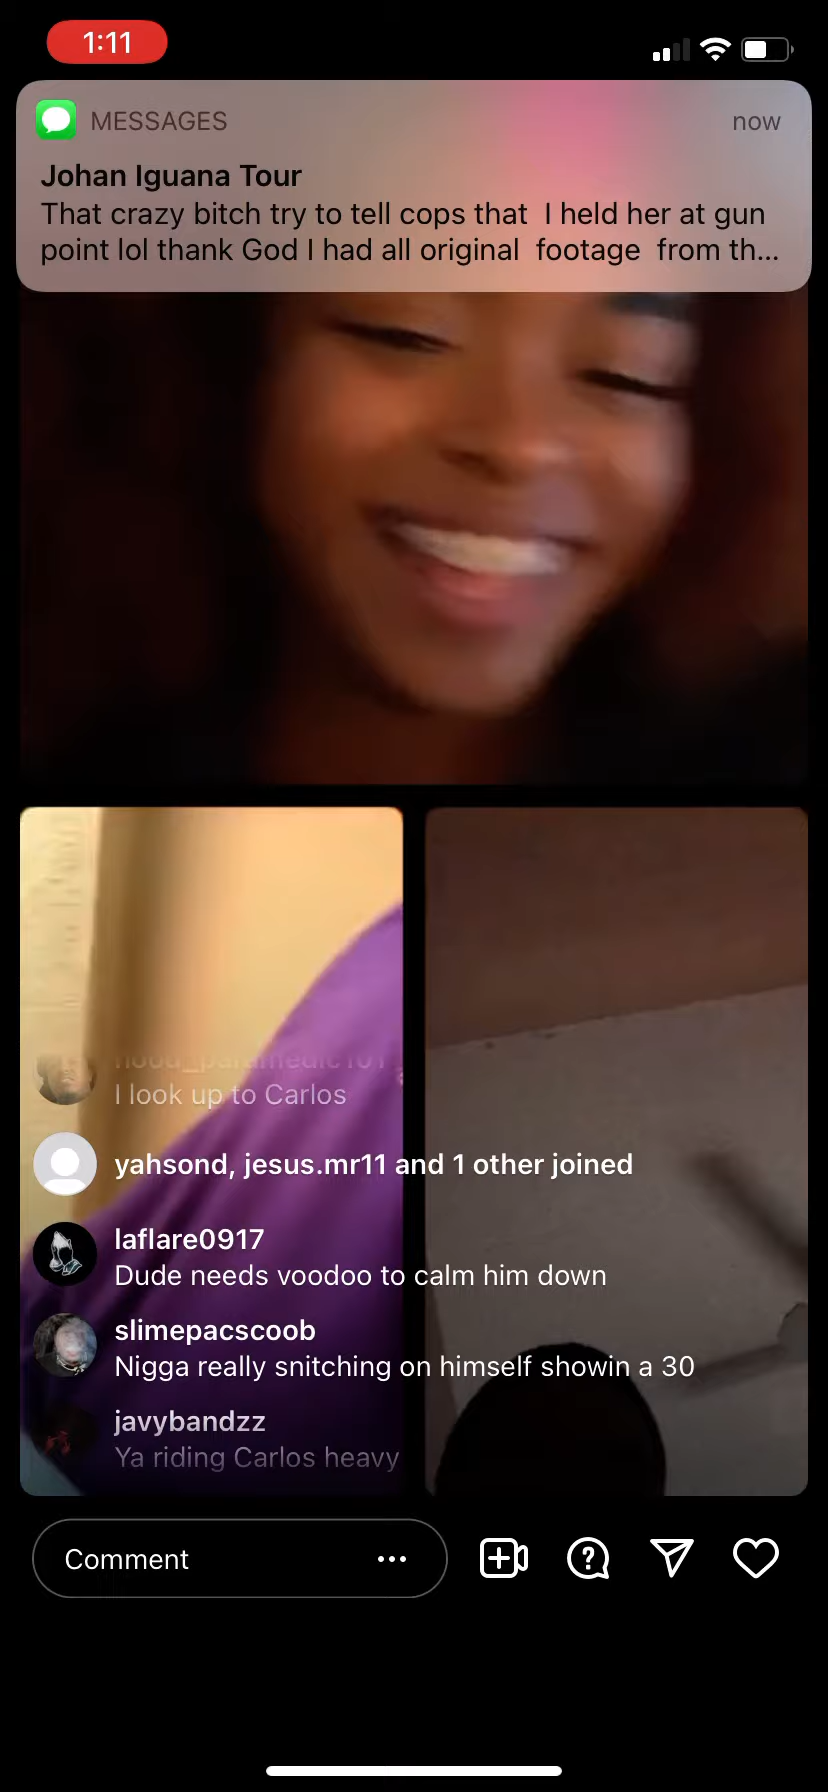 1:11
MESSAGES now
Johan Iguana Tour
That crazy bitch try to tell cops that I held her at gun
point lol thank God I had all original footage from th...
I look up to Carlos
yahsond, jesus.mr11 and 1 other joined
laflare0917
Dude needs voodoo to calm him down
slimepacscoob
Nigga really snitching on himself showin a 30
javybandzz
Ya riding Carlos heavy
Comment